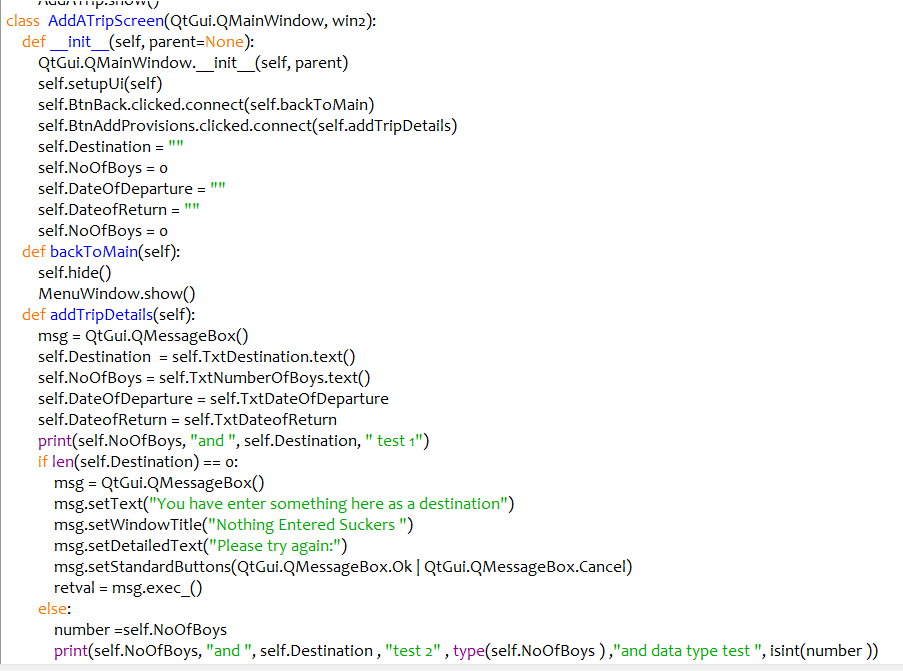 AddATrip.show()
class  AddATripScreen(QtGui.QMainWindow, win2):
def __init__(self, parent=None):
QtGui.QMainWindow.__init__(self, parent)
self.setupUi(self)
self.BtnBack.clicked.connect(self.backToMain)
self.BtnAddProvisions.clicked.connect(self.addTripDetails)
self.Destination = ""
self.NoOfBoys = 0
self.DateOfDeparture = ""
self.DateofReturn = ""
self.NoOfBoys = 0
def backToMain(self):
self.hide()
MenuWindow.show()
def addTripDetails(self):
msg = QtGui.QMessageBox()
self.Destination  = self.TxtDestination.text()
self.NoOfBoys = self.TxtNumberOfBoys.text()
self.DateOfDeparture = self.TxtDateOfDeparture
self.DateofReturn = self.TxtDateofReturn
print(self.NoOfBoys, "and ", self.Destination, " test 1")
if len(self.Destination) == 0:
msg = QtGui.QMessageBox()
msg.setText("You have enter something here as a destination")
msg.setWindowTitle("Nothing Entered Suckers ")
msg.setDetailedText("Please try again:")
msg.setStandardButtons(QtGui.QMessageBox.Ok | QtGui.QMessageBox.Cancel)
retval = msg.exec_()
else:
number =self.NoOfBoys
print(self.NoOfBoys, "and ", self.Destination , "test 2" , type(self.NoOfBoys ) ,"and data type test ", isint(number ))